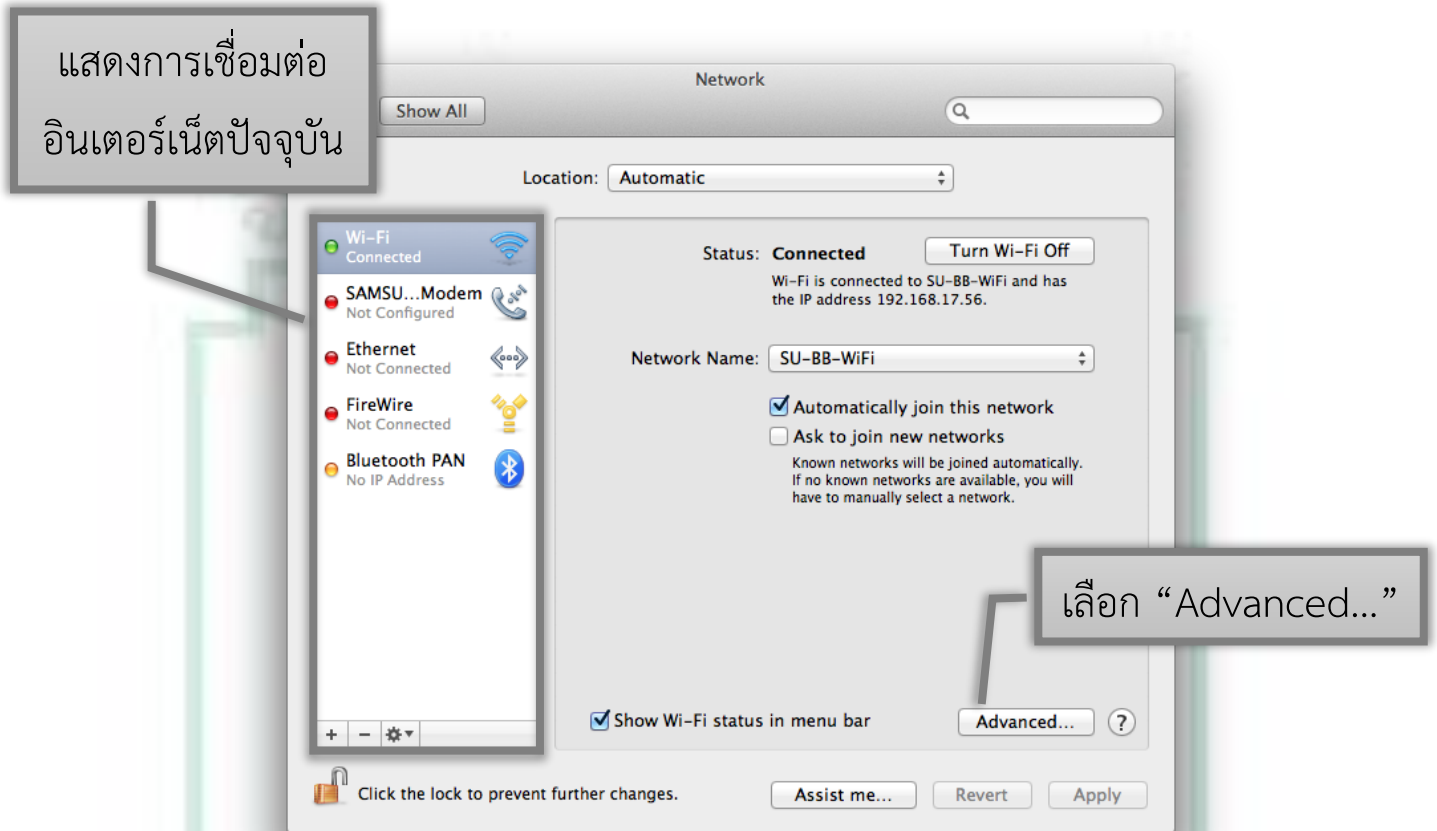 แสดงการเชื่อมต่อ
อินเตอร์เน็ตปัจจุบัน
Network
Show All
Location: Automatic
Wi-Fi
Connected
SAMSU...Modem
Not Configured
Ethernet
Not Connected
FireWire
Not Connected
Bluetooth PAN
No IP Address
Status: Connected
Turn Wi-Fi Off
Wi-Fi is connected to SU-BB-WiFi and has
the IP address 192.168.17.56.
Network Name: SU-BB-WiFi
Automatically join this network
Ask to join new networks
Known networks will be joined automatically.
If no known networks are available, you will
have to manually select a network.
เลือก “Advanced...”
Show Wi-Fi status in menu bar
Advanced...
?
+ −
Click the lock to prevent further changes.
Assist me...
Revert
Apply